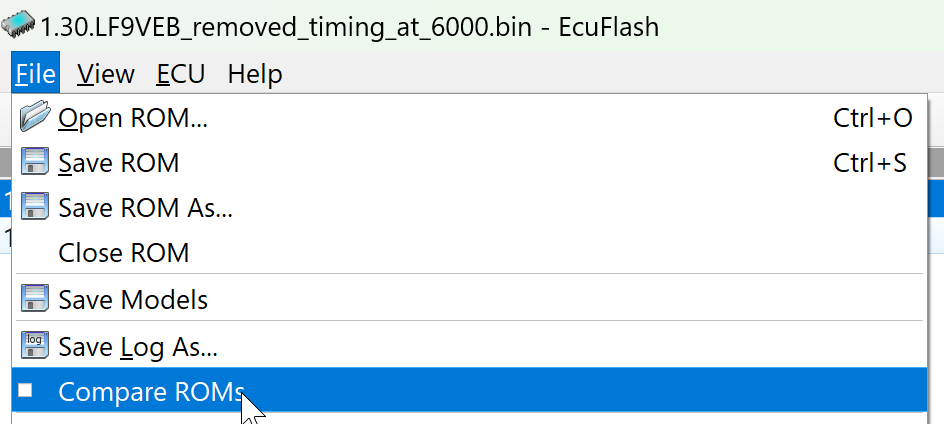 1.30.LF9VEB_removed_timing_at_6000.bin - EcuFlash
File View ECU Help
Open ROM... Ctrl+O
Save ROM Ctrl+S
Save ROM As...
Close ROM
Save Models
log Save Log As...
Compare ROMs